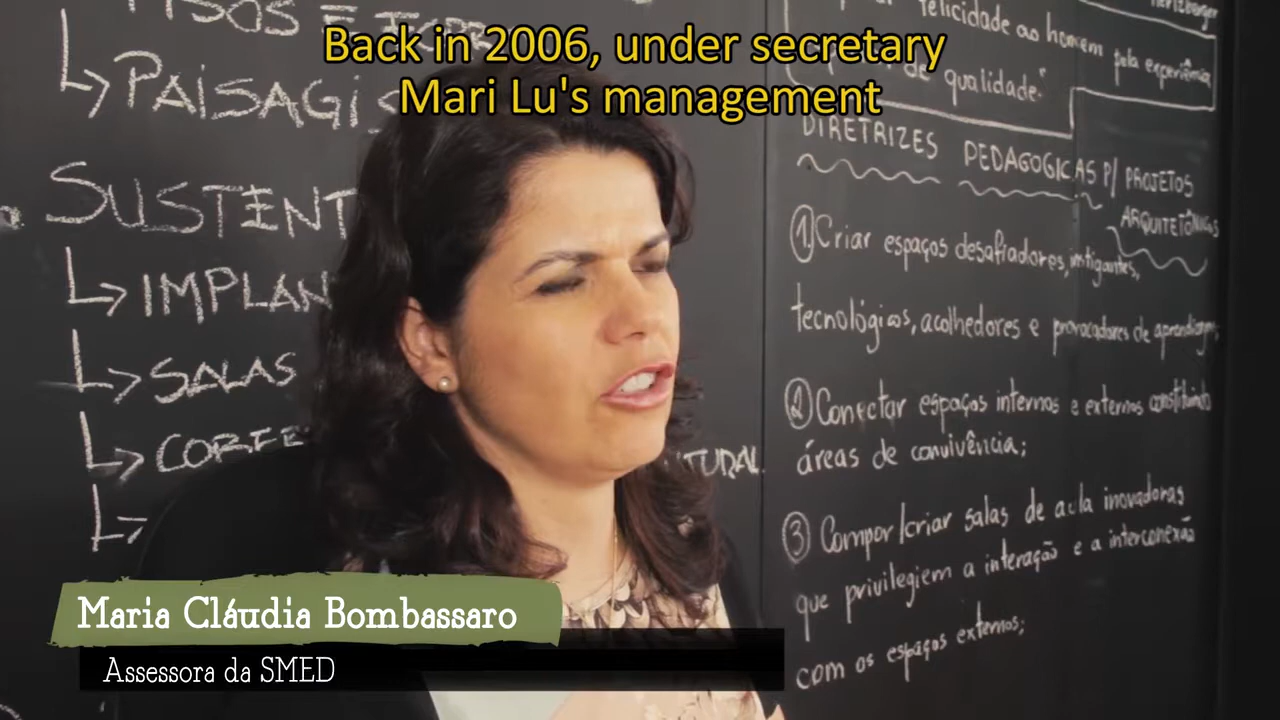 Back in 2006, under secretary
Mari Lu's management
PAISAGIS
SUSTENT
IMPLAN
SALAS
TURAL
felicidade ao homem pela experiência
de qualidade."
DIRETRIZES PEDAGOGICAS P/ PROJETOS
ARQUITETÔNICOS
① Criar espaços desafiadores, instigantes,
tecnológicos, acolhedores e provocadores de aprendizagem;
② Conectar espaços internos e externos constituindo
áreas de convivência;
③ Compor/criar salas de aula inovadoras
que privilegiem a interação e a interconexão
com os espaços externos;
Maria Cláudia Bombassaro
Assessora da SMED